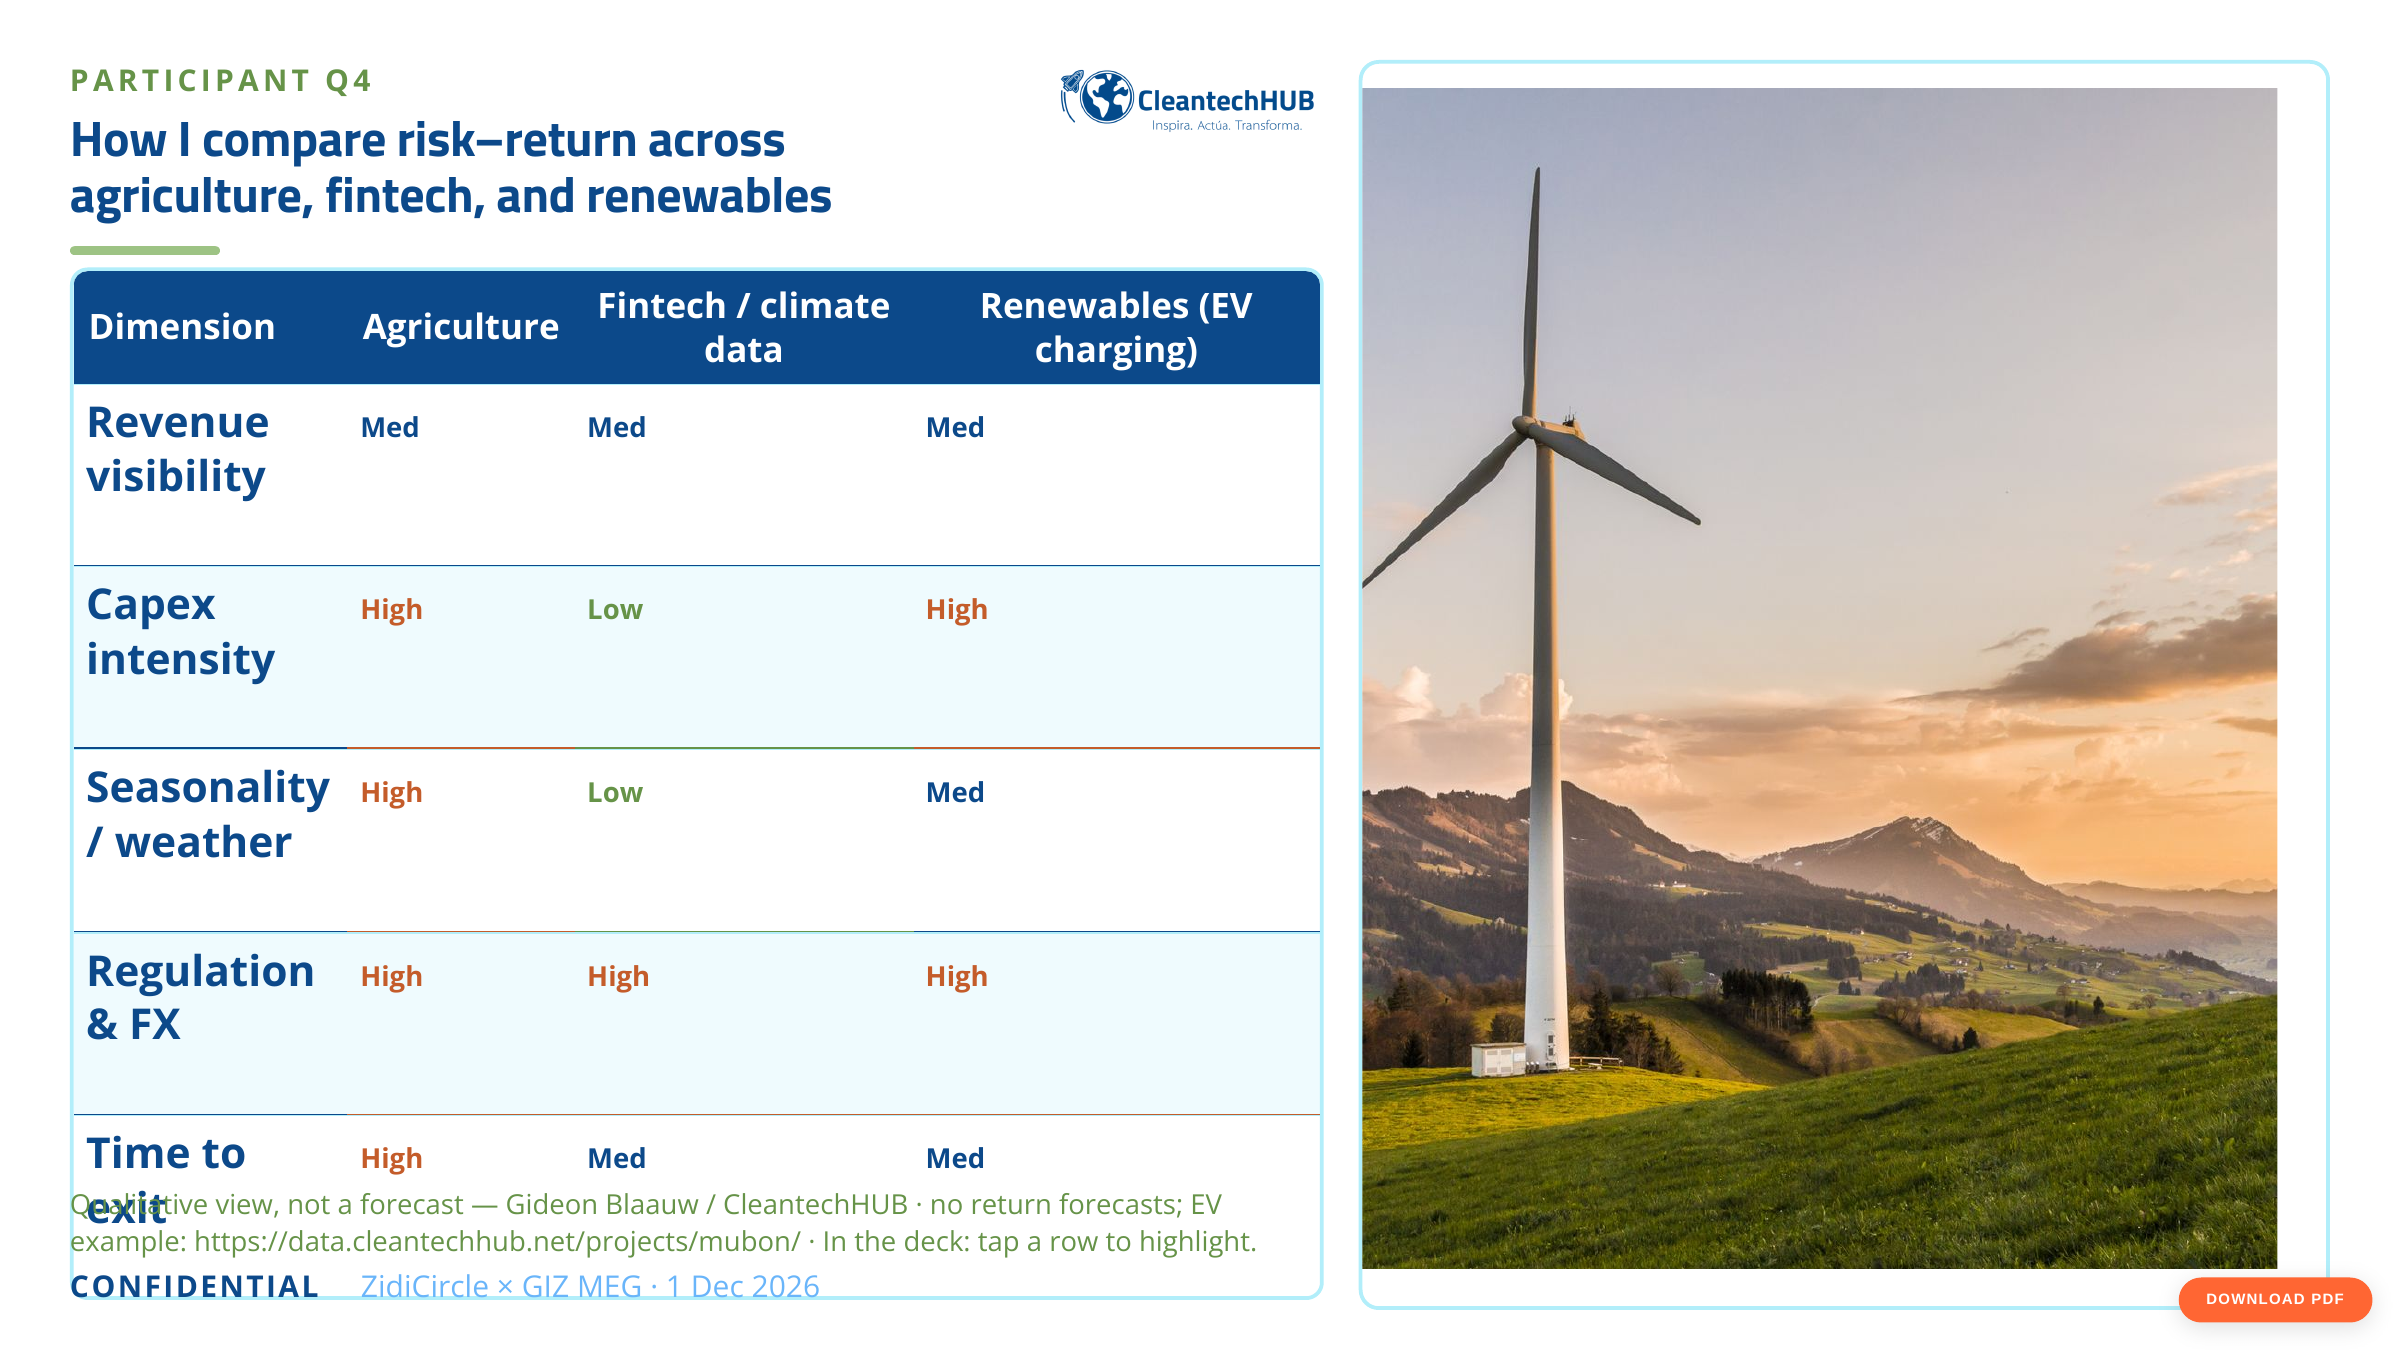 PARTICIPANT Q4
How I compare risk–return across
agriculture, fintech, and renewables
CleantechHUB
Inspira. Actúa. Transforma.
Dimension Agriculture Fintech / climate data Renewables (EV charging)
Revenue visibility Med Med Med
Capex intensity High Low High
Seasonality / weather High Low Med
Regulation & FX High High High
Time to exit High Med Med
Qualitative view, not a forecast — Gideon Blaauw / CleantechHUB · no return forecasts; EV
example: https://data.cleantechhub.net/projects/mubon/ · In the deck: tap a row to highlight.
CONFIDENTIAL ZidiCircle × GIZ MEG · 1 Dec 2026
DOWNLOAD PDF